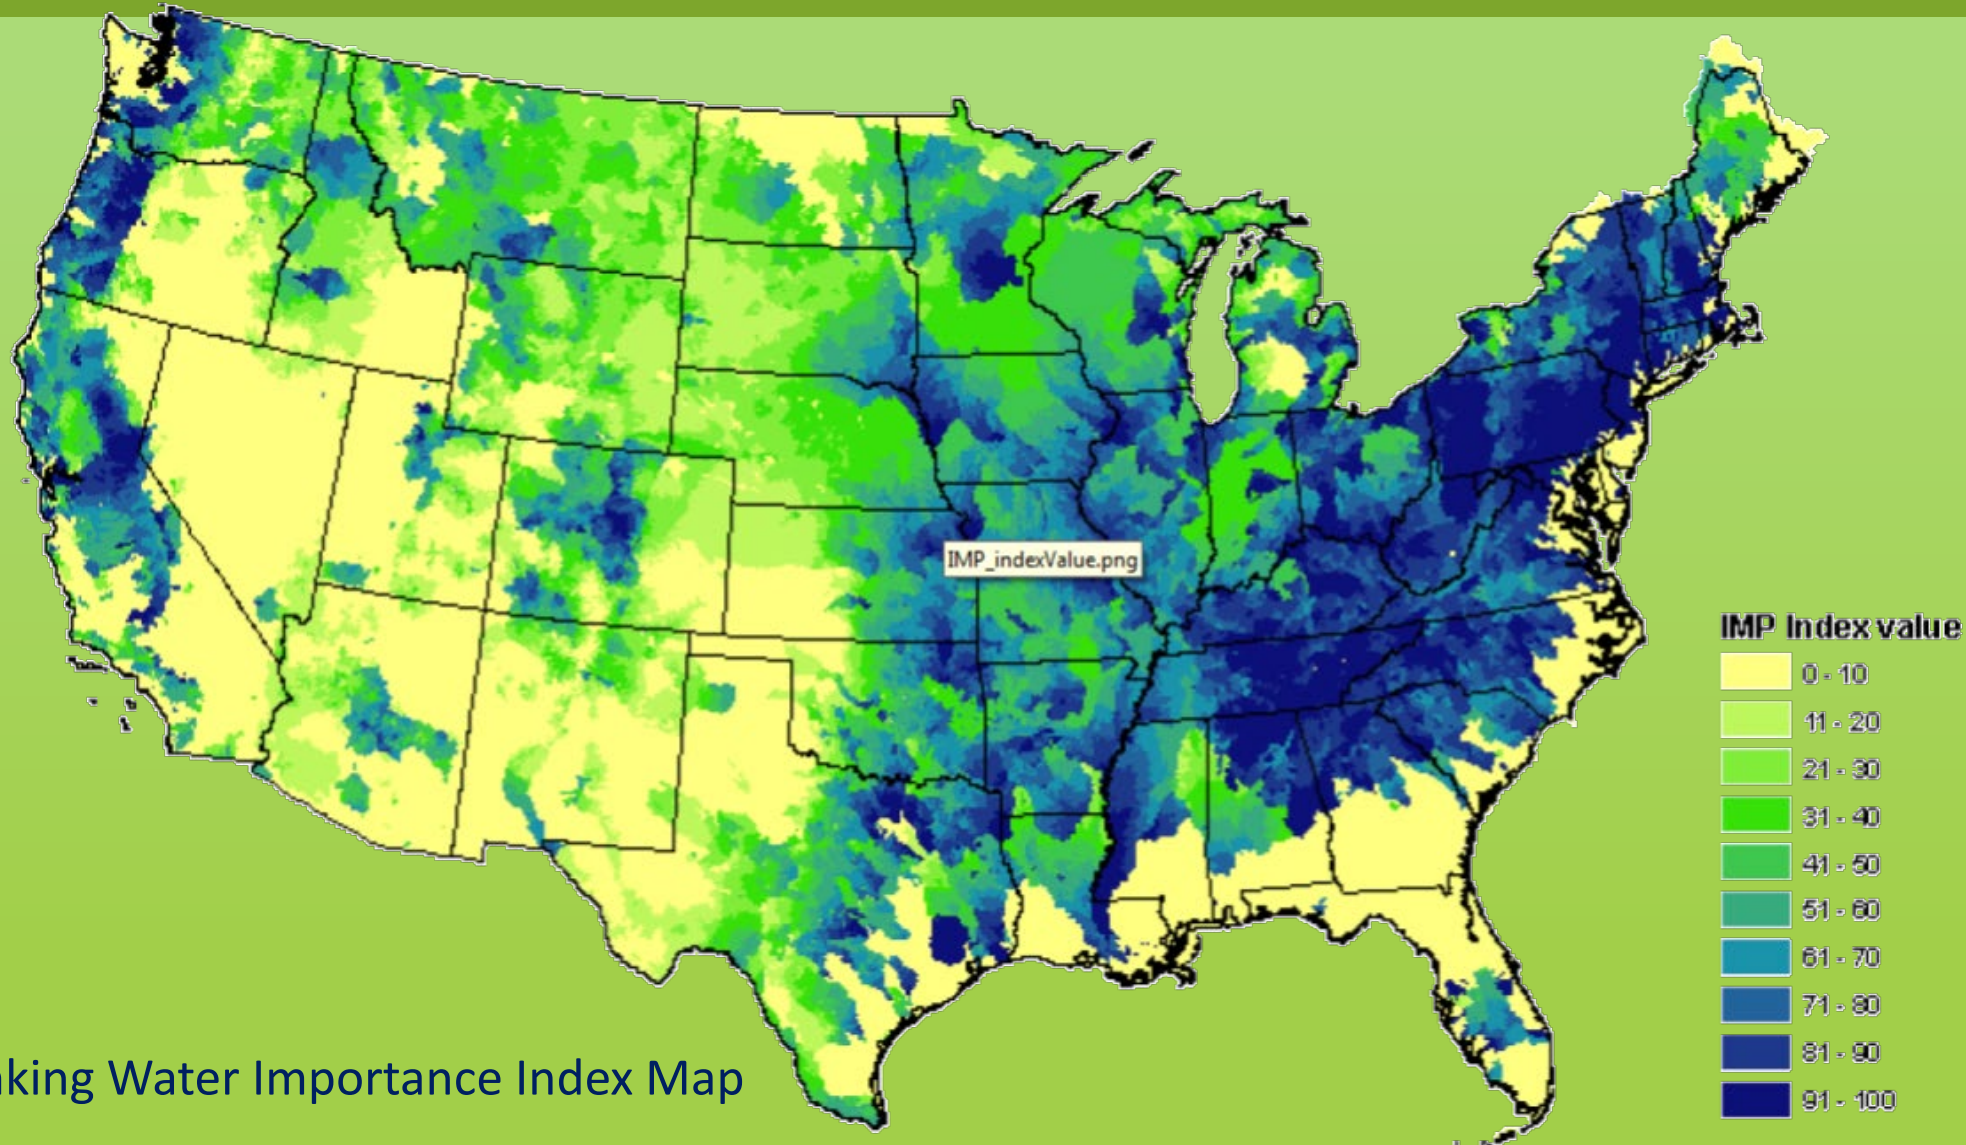 IMP_indexValue.png
IMP Index value
0 - 10
11 - 20
21 - 30
31 - 40
41 - 50
51 - 60
61 - 70
71 - 80
81 - 90
91 - 100
king Water Importance Index Map